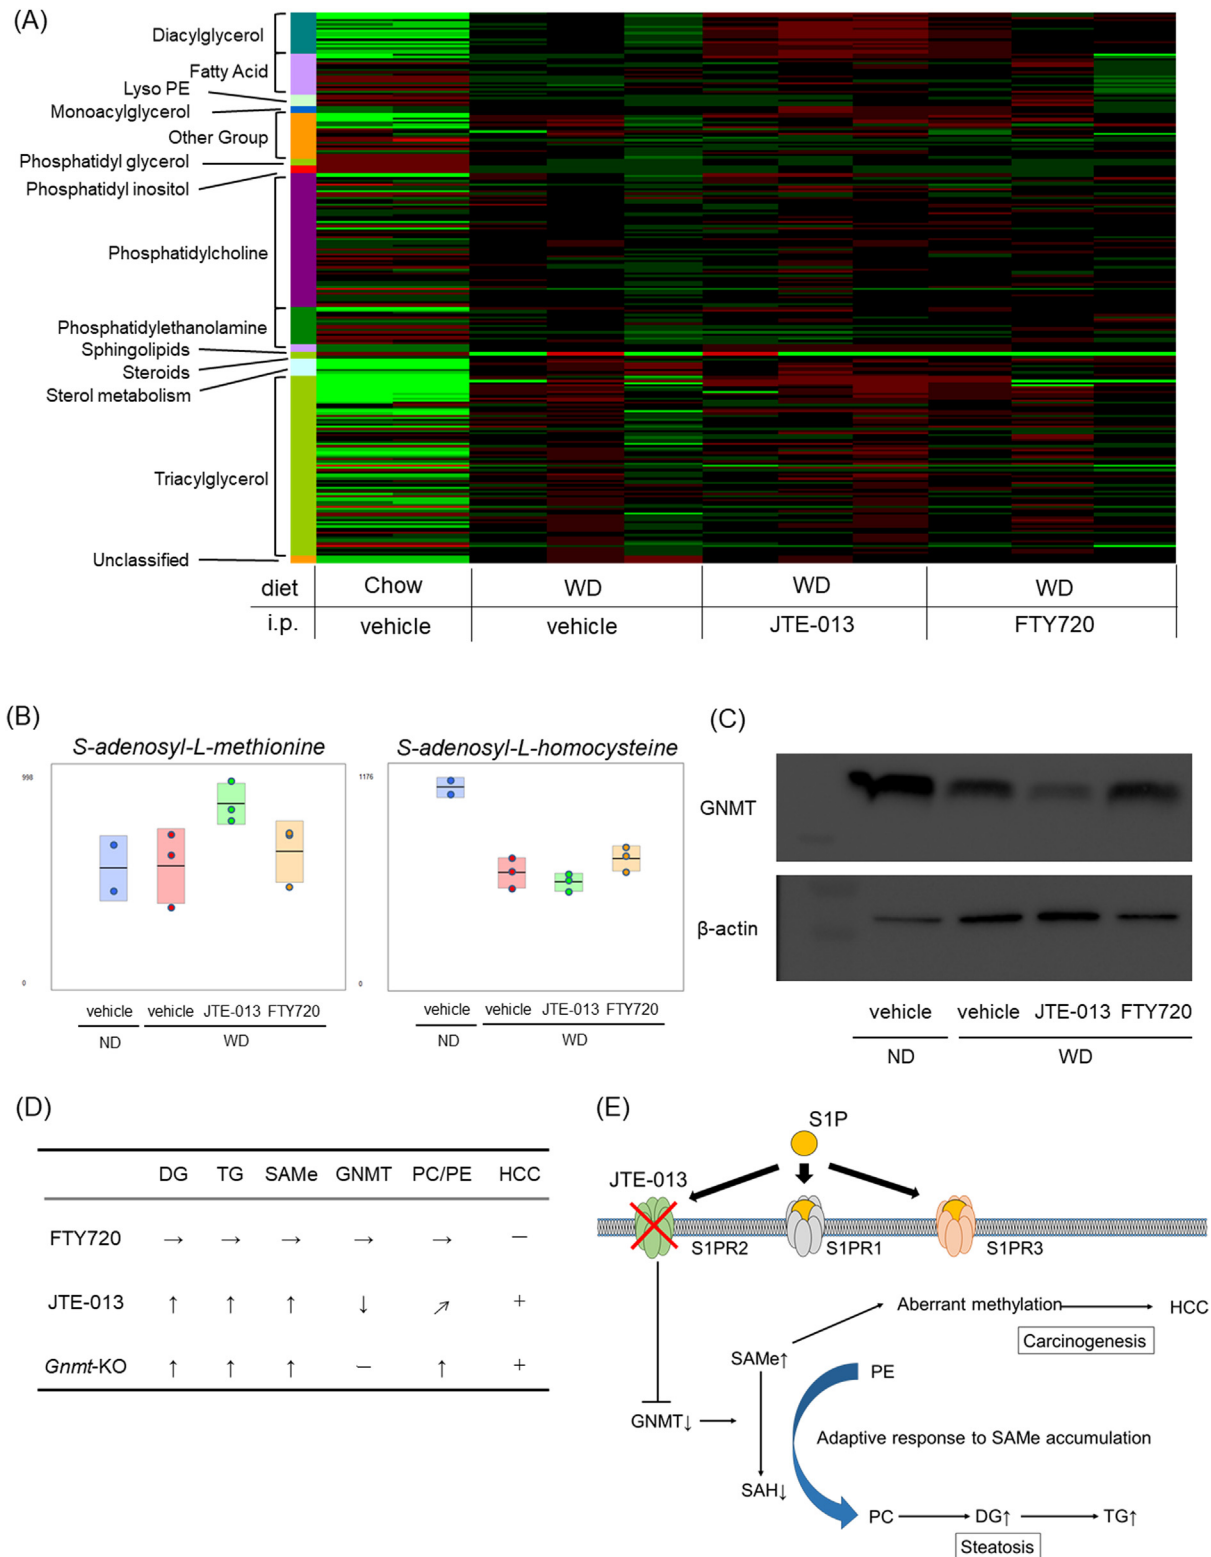 (A)
Diacylglycerol
Fatty Acid
Lyso PE
Monoacylglycerol
Other Group
Phosphatidyl glycerol
Phosphatidyl inositol
Phosphatidylcholine
Phosphatidylethanolamine
Sphingolipids
Steroids
Sterol metabolism
Triacylglycerol
Unclassified
diet Chow WD WD WD
i.p. vehicle vehicle JTE-013 FTY720
(B)
S-adenosyl-L-methionine
998
0
vehicle vehicle JTE-013 FTY720
ND WD
S-adenosyl-L-homocysteine
1176
0
vehicle vehicle JTE-013 FTY720
ND WD
(C)
GNMT
β-actin
vehicle vehicle JTE-013 FTY720
ND WD
(D)
DG TG SAMe GNMT PC/PE HCC
FTY720 → → → → → −
JTE-013 ↑ ↑ ↑ ↓ ↗ +
Gnmt-KO ↑ ↑ ↑ − ↑ +
(E)
S1P
JTE-013
S1PR2 S1PR1 S1PR3
Aberrant methylation HCC
Carcinogenesis
SAMe↑
PE
GNMT↓
Adaptive response to SAMe accumulation
SAH↓
PC DG↑ TG↑
Steatosis